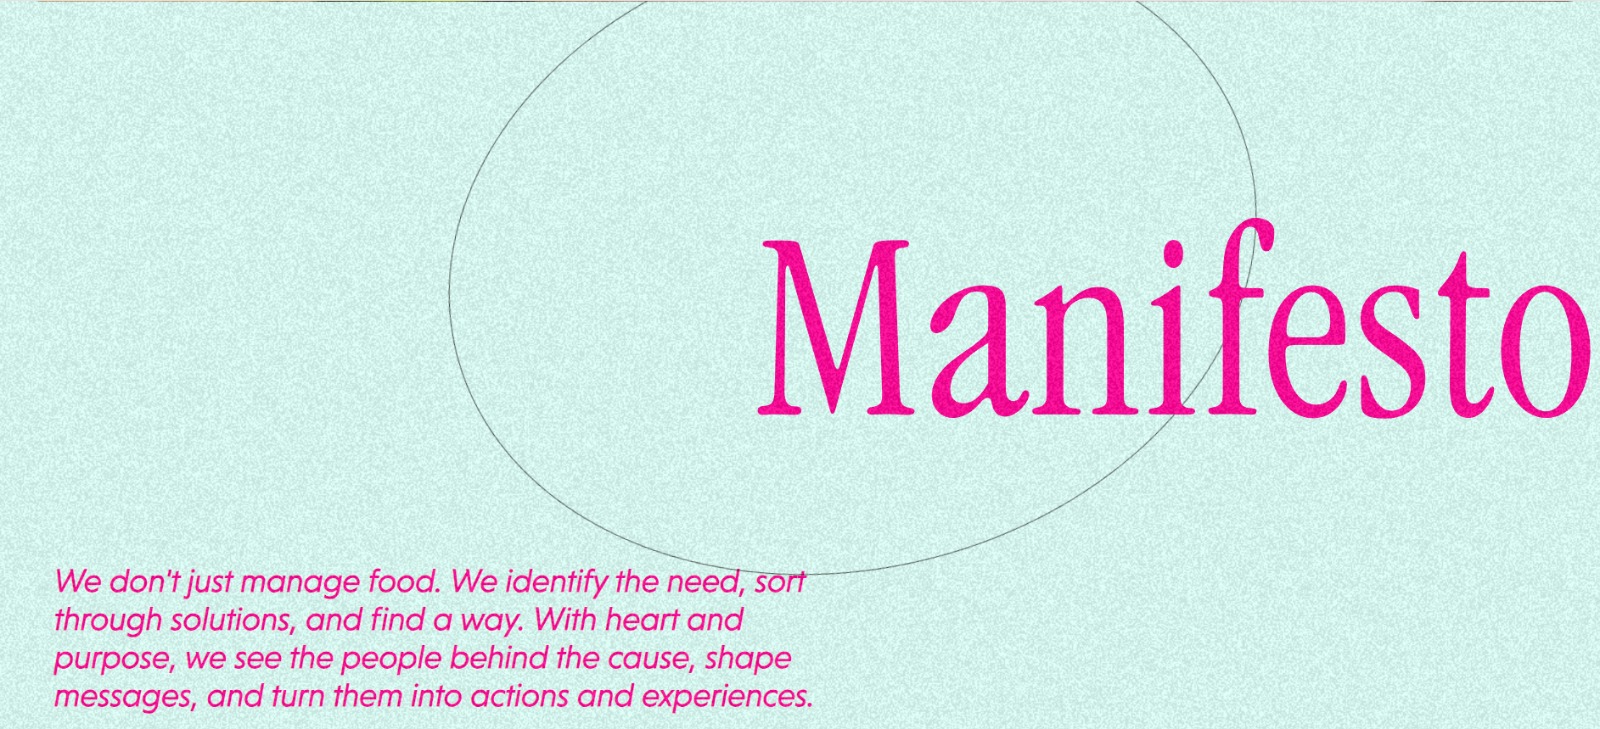 Manifesto
We don't just manage food. We identify the need, sort
through solutions, and find a way. With heart and
purpose, we see the people behind the cause, shape
messages, and turn them into actions and experiences.